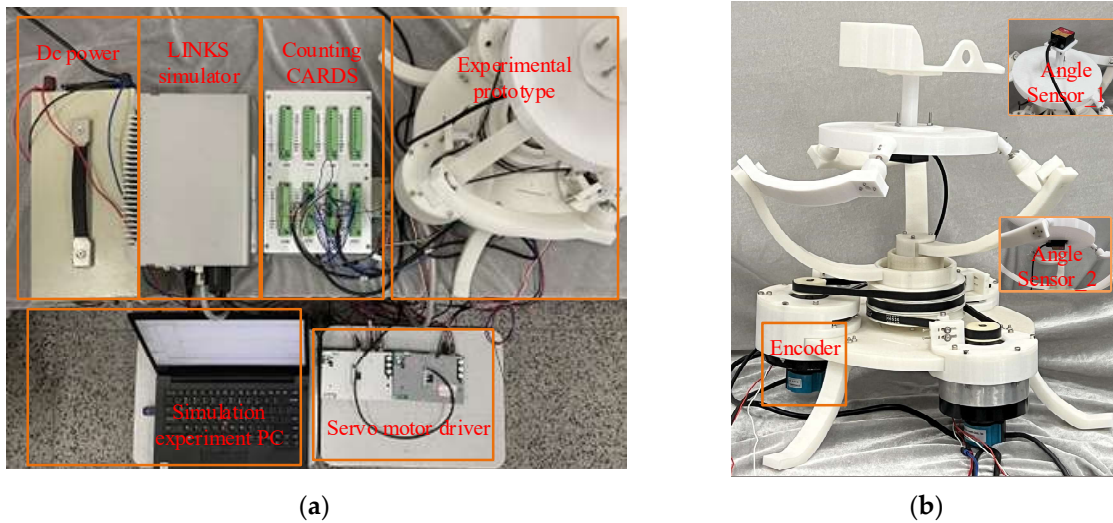 Dc power
LINKS
simulator
Counting
CARDS
Experimental
prototype
Simulation
experiment PC
Servo motor driver
Angle
Sensor_1
Angle
Sensor_2
Encoder
(a)
(b)